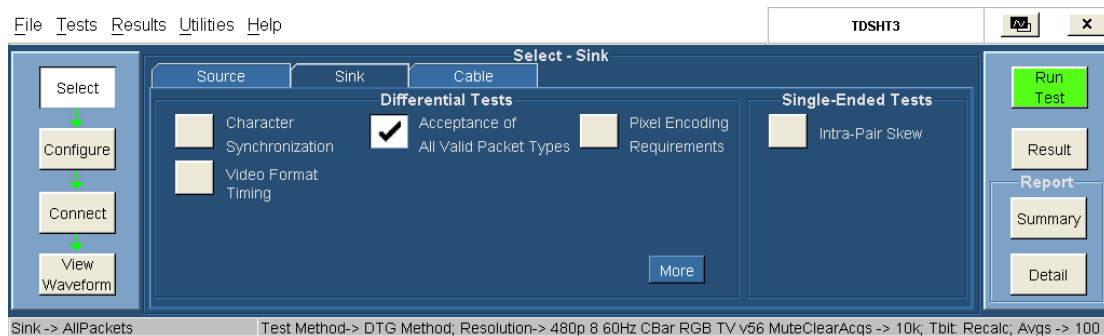 File Tests Results Utilities Help
TDSHT3
x
Select - Sink
Select
Configure
Connect
View
Waveform
Source
Sink
Cable
Differential Tests
Character
Synchronization
Acceptance of
All Valid Packet Types
Pixel Encoding
Requirements
Video Format
Timing
More
Single-Ended Tests
Intra-Pair Skew
Run
Test
Result
Report
Summary
Detail
Sink -> AllPackets
Test Method-> DTG Method; Resolution-> 480p 8 60Hz CBar RGB TV v56 MuteClearAcqs -> 10k; Tbit: Recalc; Avgs -> 100